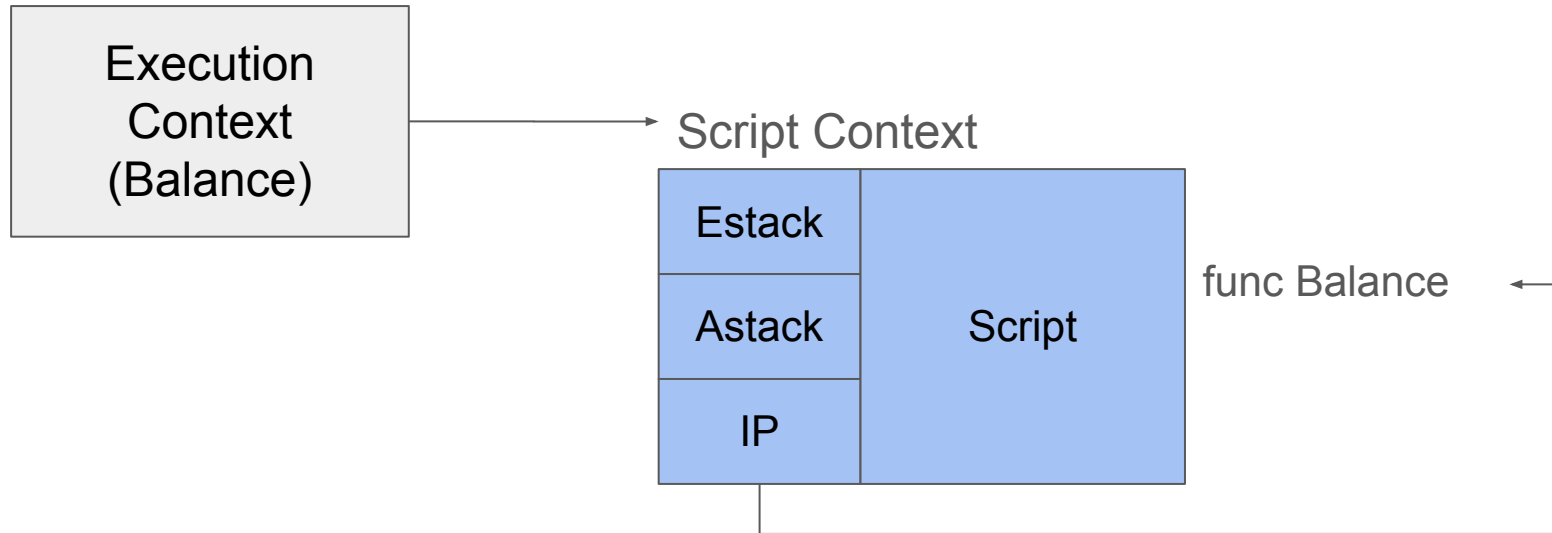 Execution
Context
(Balance)
Script Context
Estack
Astack
IP
Script
func Balance